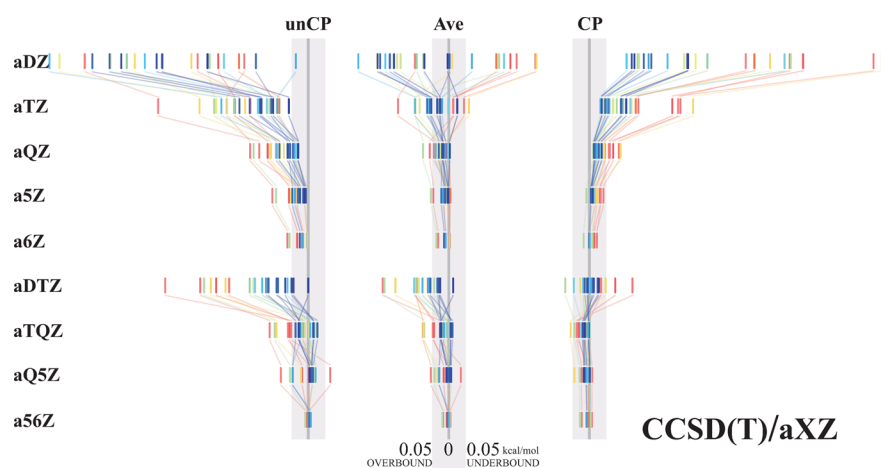 unCP Ave CP
aDZ
aTZ
aQZ
a5Z
a6Z
aDTZ
aTQZ
aQ5Z
a56Z
CCSD(T)/aXZ
0.05 0 0.05 kcal/mol
OVERBOUND UNDERBOUND